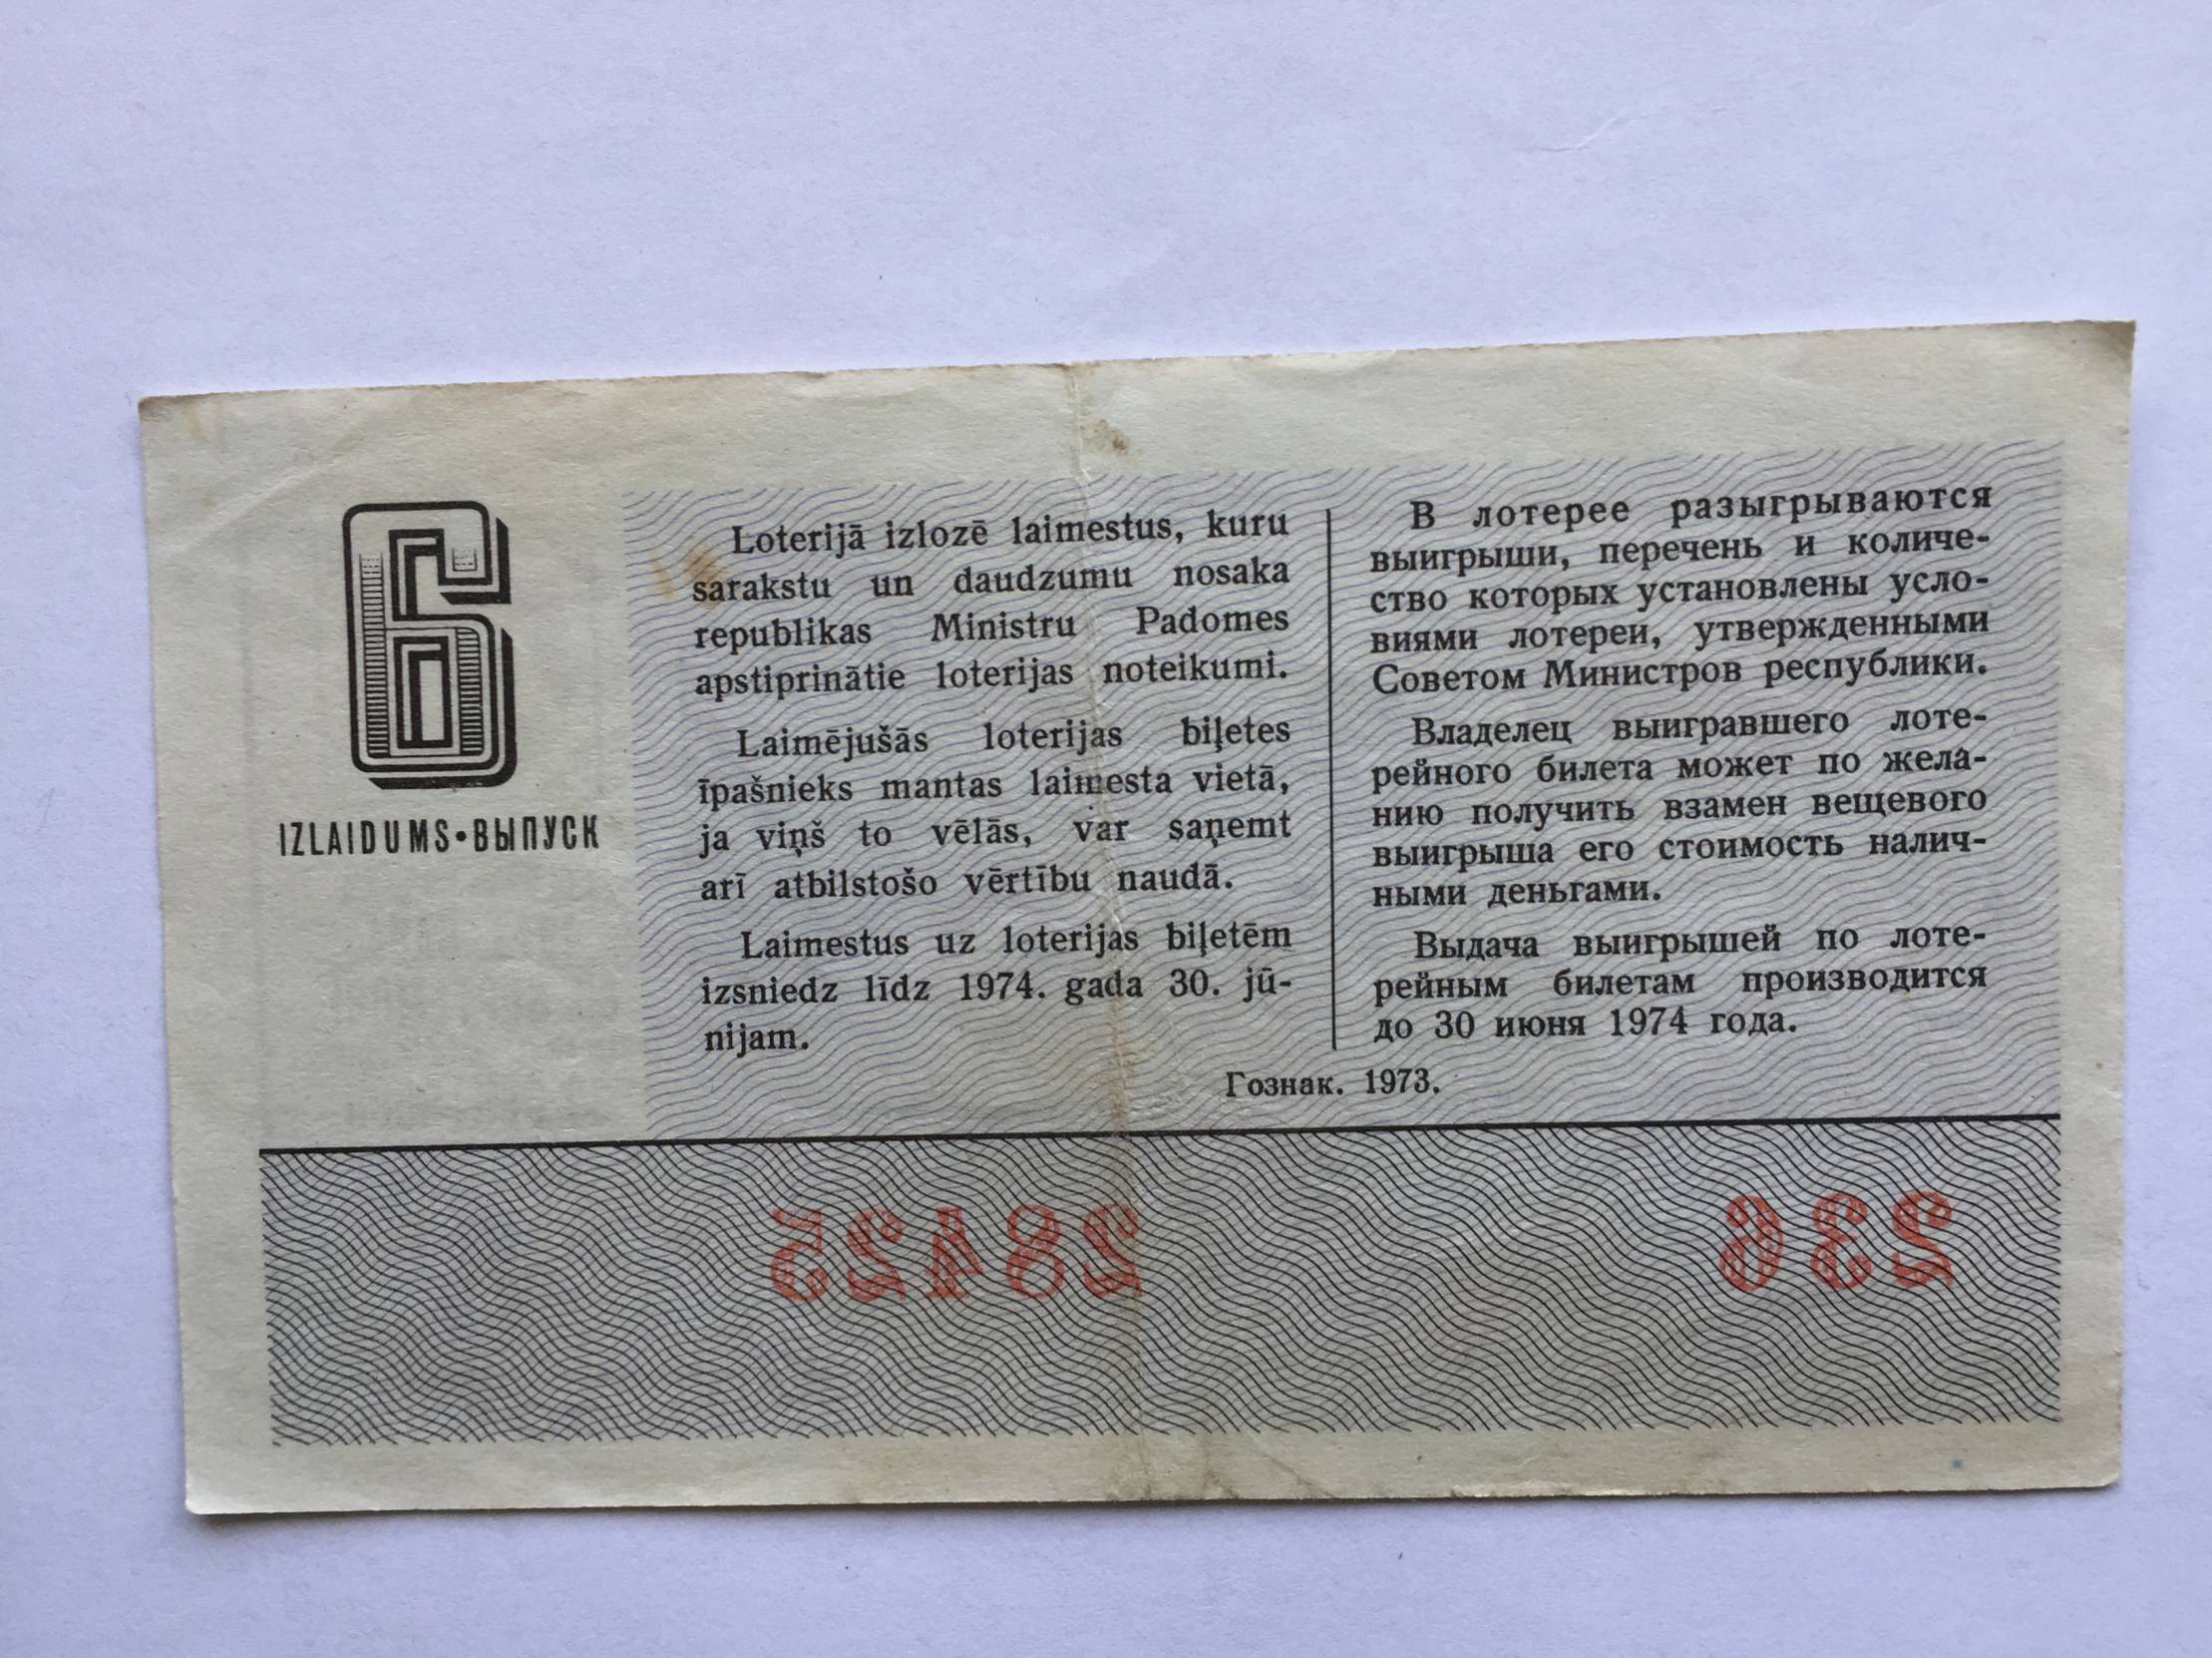 6
IZLAIDUMS•ВЫПУСК
Loterijā izlozē laimestus, kuru
sarakstu un daudzumu nosaka
republikas Ministru Padomes
apstiprinātie loterijas noteikumi.
Laimējušās loterijas biļetes
īpašnieks mantas laimesta vietā,
ja viņš to vēlās, var saņemt
arī atbilstošo vērtību naudā.
Laimestus uz loterijas biļetēm
izsniedz līdz 1974. gada 30. jū-
nijam.
В лотерее разыгрываются
выигрыши, перечень и количе-
ство которых установлены усло-
виями лотереи, утвержденными
Советом Министров республики.
Владелец выигравшего лоте-
рейного билета может по жела-
нию получить взамен вещевого
выигрыша его стоимость налич-
ными деньгами.
Выдача выигрышей по лоте-
рейным билетам производится
до 30 июня 1974 года.
Гознак. 1973.
28425
236